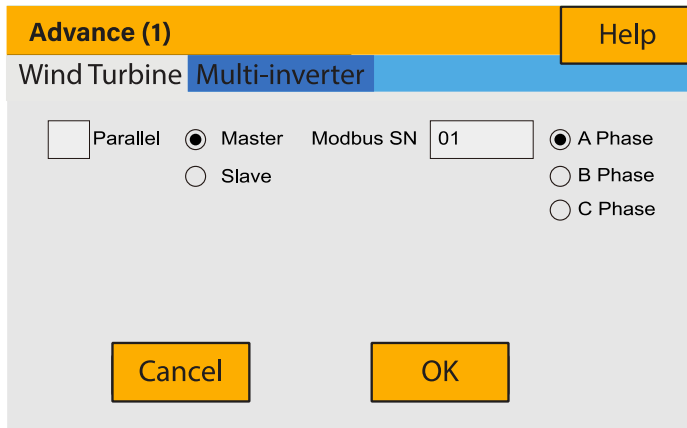 Advance (1)
Help
Wind Turbine Multi-inverter
Parallel Master Modbus SN 01 A Phase
Slave B Phase
C Phase
Cancel OK